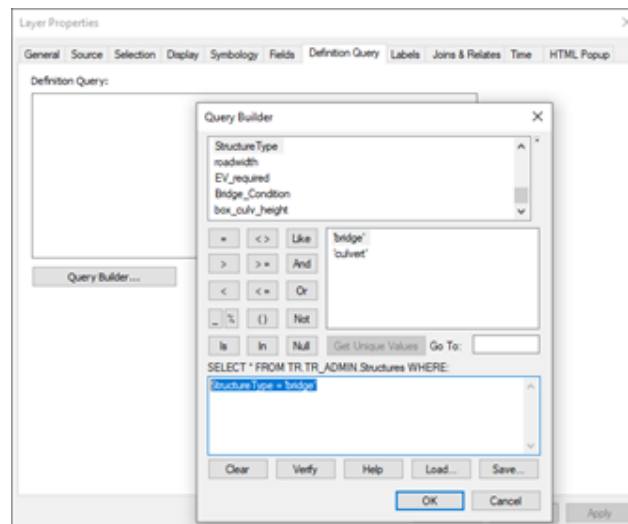 Layer Properties
General Source Selection Display Symbology Fields Definition Query Labels Joins & Relates Time HTML Popup
Definition Query:
Query Builder
StructureType
roadwidth
EV_required
Bridge_Condition
box_culv_height
= < > Like 'bridge'
'culvert'
> > = And
Query Builder...
< < = Or
_ % () Not
Is In Null Get Unique Values Go To:
SELECT * FROM TR.TR_ADMIN.Structures WHERE:
StructureType = 'bridge'
Clear Verify Help Load... Save...
OK Cancel
Apply